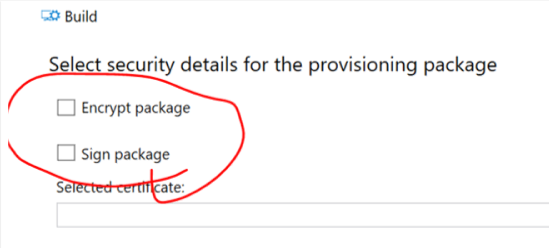 Build
Select security details for the provisioning package
Encrypt package
Sign package
Selected certificate: